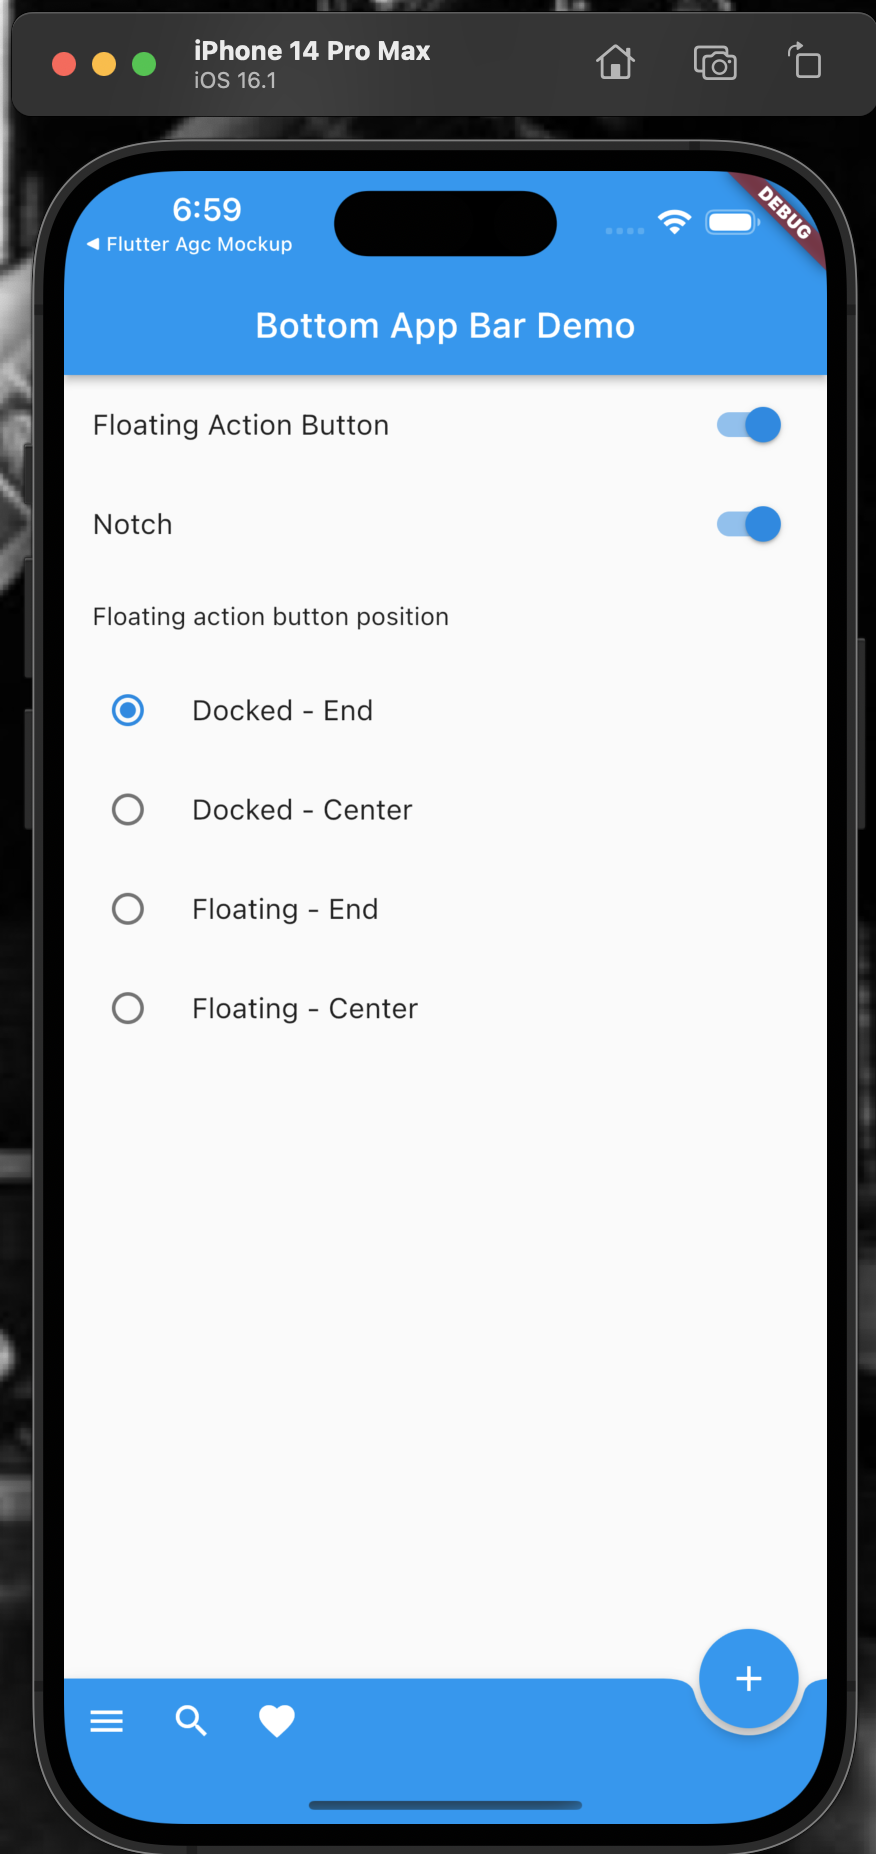 iPhone 14 Pro Max
iOS 16.1
6:59
◀ Flutter Agc Mockup
DEBUG
Bottom App Bar Demo
Floating Action Button
Notch
Floating action button position
Docked - End
Docked - Center
Floating - End
Floating - Center